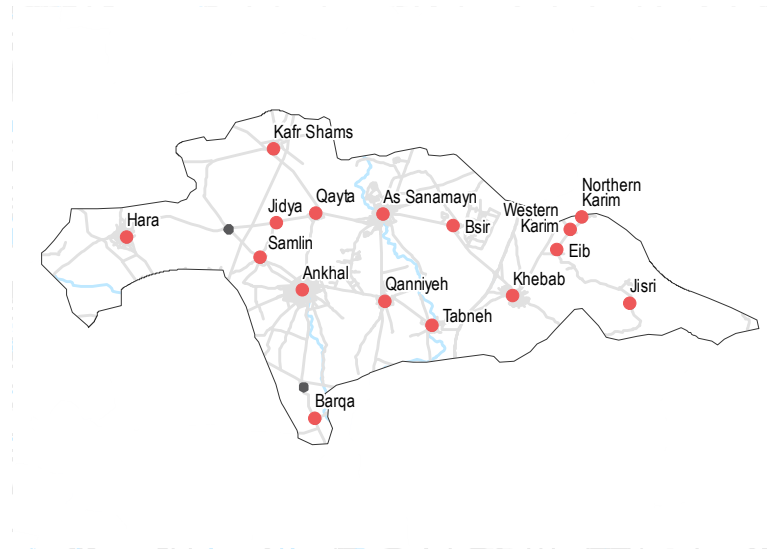 Kafr Shams
Northern
Karim
Jidya
Qayta
As Sanamayn
Western
Karim
Hara
Bsir
Eib
Samlin
Ankhal
Qanniyeh
Khebab
Jisri
Tabneh
Barqa